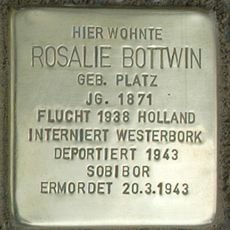 HIER WOHNTE
ROSALIE BOTTWIN
GEB. PLATZ
JG. 1871
FLUCHT 1938 HOLLAND
INTERNIERT WESTERBORK
DEPORTIERT 1943
SOBIBOR
ERMORDET 20.3.1943